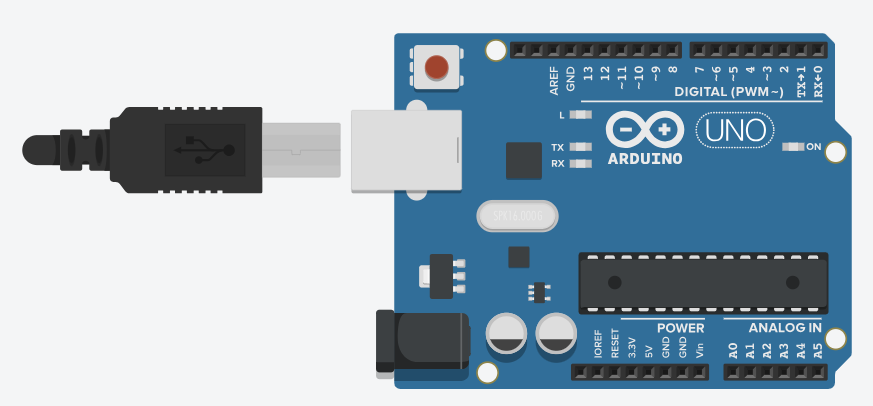 AREF
GND
13
12
~11
~10
~9
8
7
~6
~5
4
~3
2
TX→1
RX←0
DIGITAL (PWM~)
L
TX
RX
ARDUINO
UNO
ON
SPK16.000G
POWER
ANALOG IN
IOREF
RESET
3.3V
5V
GND
GND
Vin
A0
A1
A2
A3
A4
A5